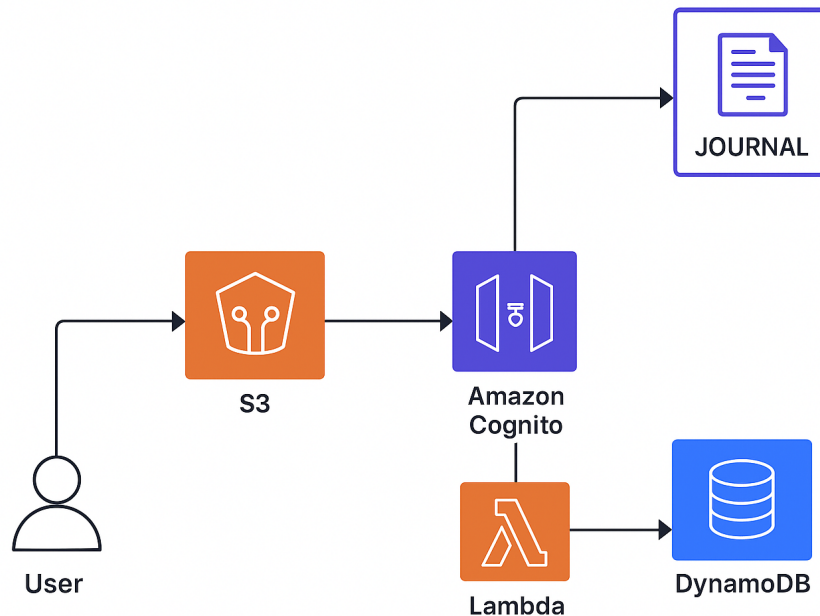 JOURNAL
S3
Amazon
Cognito
User
Lambda
DynamoDB